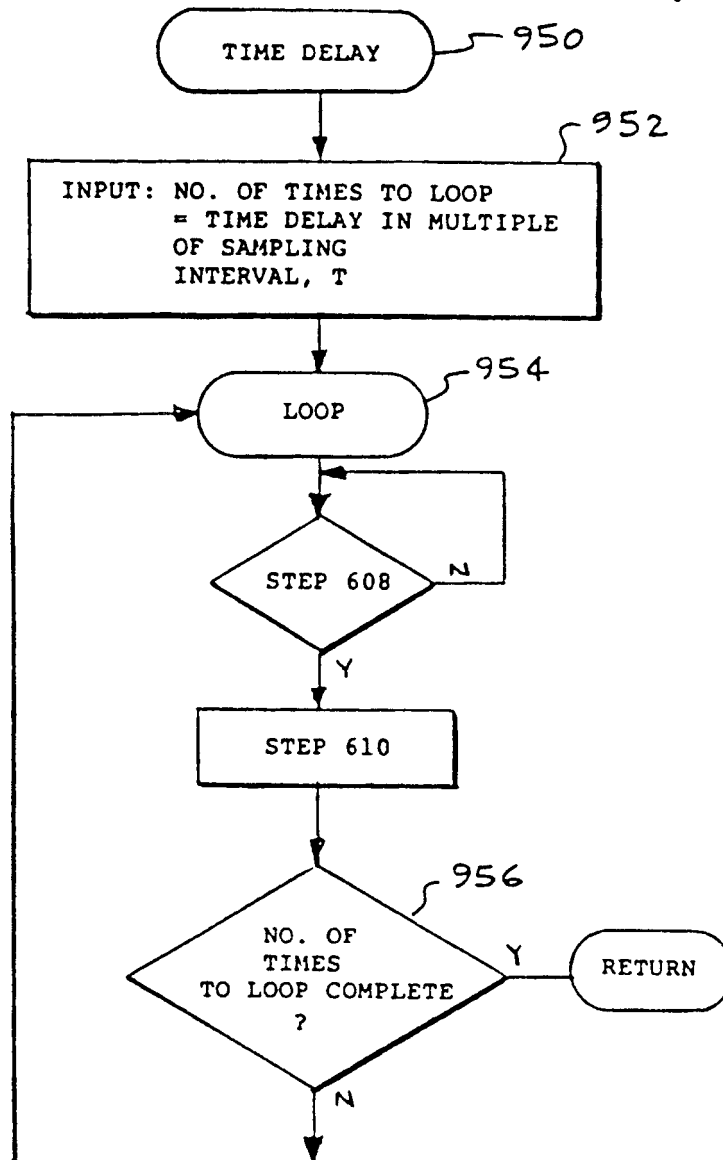 TIME DELAY
950
952
INPUT: NO. OF TIMES TO LOOP
= TIME DELAY IN MULTIPLE
OF SAMPLING
INTERVAL, T
954
LOOP
STEP 608
N
Y
STEP 610
956
NO. OF
TIMES
TO LOOP COMPLETE
?
Y
RETURN
N